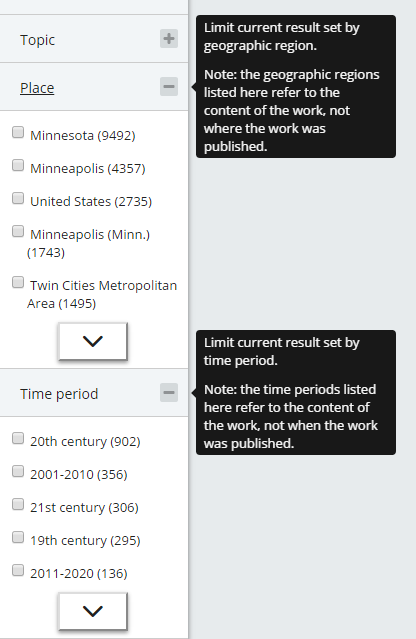 Topic
Place
Minnesota (9492)
Minneapolis (4357)
United States (2735)
Minneapolis (Minn.)
(1743)
Twin Cities Metropolitan
Area (1495)
Limit current result set by
geographic region.
Note: the geographic regions
listed here refer to the
content of the work, not
where the work was
published.
Time period
20th century (902)
2001-2010 (356)
21st century (306)
19th century (295)
2011-2020 (136)
Limit current result set by
time period.
Note: the time periods listed
here refer to the content of
the work, not when the work
was published.